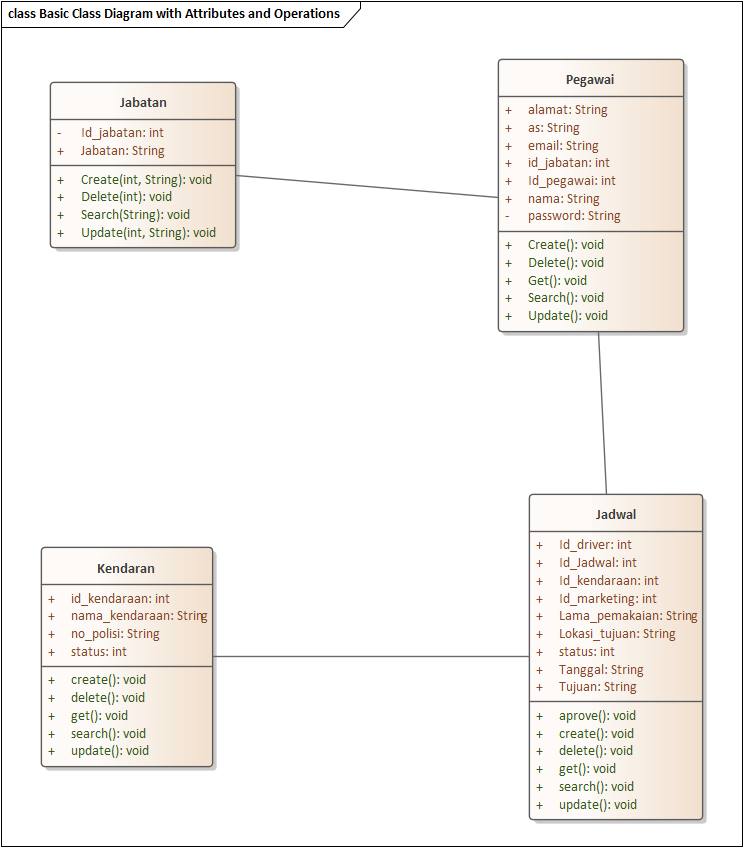 class Basic Class Diagram with Attributes and Operations
Jabatan
- Id_jabatan: int
+ Jabatan: String
+ Create(int, String): void
+ Delete(int): void
+ Search(String): void
+ Update(int, String): void
Pegawai
+ alamat: String
+ as: String
+ email: String
+ id_jabatan: int
+ Id_pegawai: int
+ nama: String
- password: String
+ Create(): void
+ Delete(): void
+ Get(): void
+ Search(): void
+ Update(): void
Kendaran
+ id_kendaraan: int
+ nama_kendaraan: String
+ no_polisi: String
+ status: int
+ create(): void
+ delete(): void
+ get(): void
+ search(): void
+ update(): void
Jadwal
+ Id_driver: int
+ Id_Jadwal: int
+ Id_kendaraan: int
+ Id_marketing: int
+ Lama_pemakaian: String
+ Lokasi_tujuan: String
+ status: int
+ Tanggal: String
+ Tujuan: String
+ aprove(): void
+ create(): void
+ delete(): void
+ get(): void
+ search(): void
+ update(): void